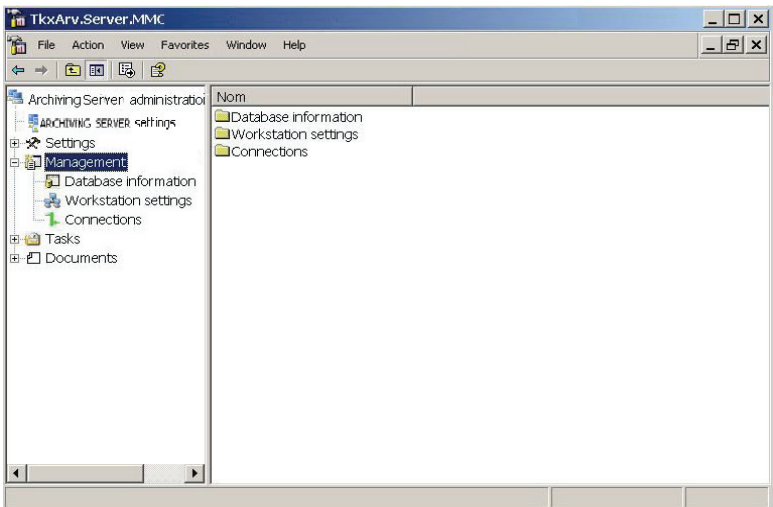 TkxArv.Server.MMC
File Action View Favorites Window Help
Archiving Server administratio
ARCHIVING SERVER settings
Settings
Management
Database information
Workstation settings
Connections
Tasks
Documents
Nom
Database information
Workstation settings
Connections